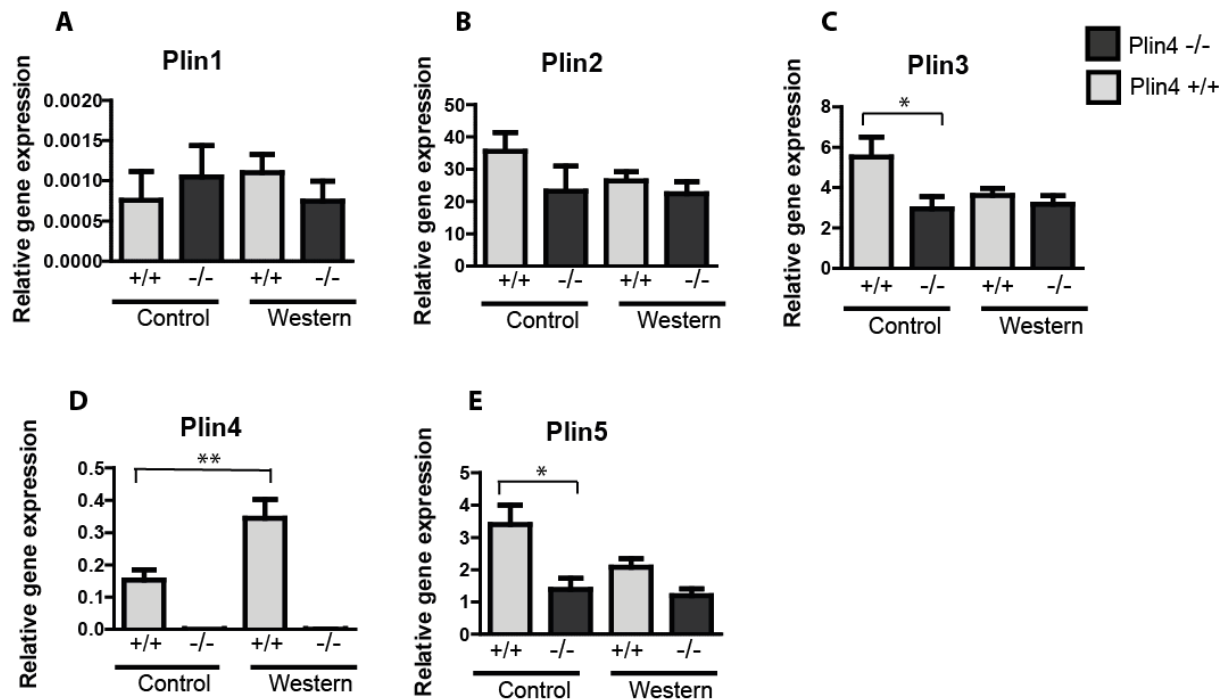 A
Plin1
Relative gene expression
0.0020
0.0015
0.0010
0.0005
0.0000
+/+ -/- +/+ -/-
Control Western
B
Plin2
Relative gene expression
50
40
30
20
10
0
+/+ -/- +/+ -/-
Control Western
C
Plin3
Relative gene expression
8
6
4
2
0
*
+/+ -/- +/+ -/-
Control Western
Plin4 -/-
Plin4 +/+
D
Plin4
Relative gene expression
0.5
0.4
0.3
0.2
0.1
0.0
**
+/+ -/- +/+ -/-
Control Western
E
Plin5
Relative gene expression
5
4
3
2
1
0
*
+/+ -/- +/+ -/-
Control Western